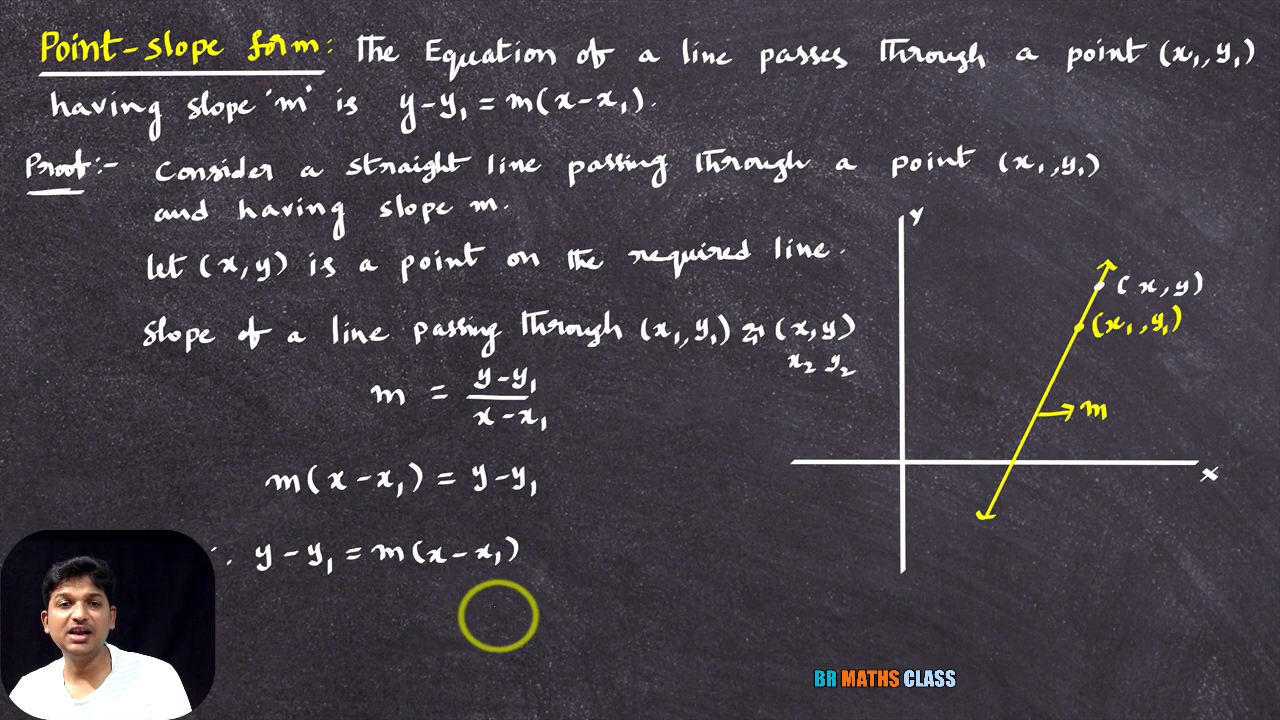 Point-slope form: The Equation of a line passes through a point (x₁, y₁)
having slope 'm' is y-y₁ = m(x-x₁).
Proof:- Consider a straight line passing through a point (x₁, y₁)
and having slope m.
let (x, y) is a point on the required line.
Slope of a line passing through (x₁, y₁) & (x, y)
x₂ y₂
m = (y-y₁)/(x-x₁)
m(x-x₁) = y-y₁
∴ y-y₁ = m(x-x₁)
Y
(x, y)
(x₁, y₁)
m
X
BR MATHS CLASS